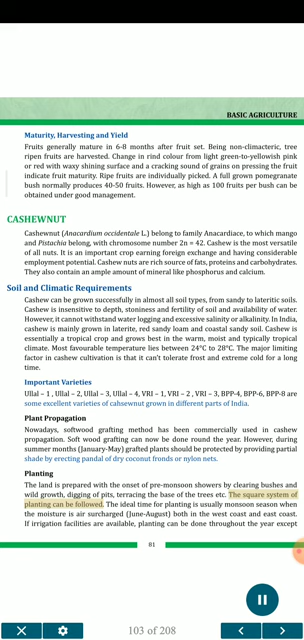 BASIC AGRICULTURE
Maturity, Harvesting and Yield
Fruits generally mature in 6-8 months after fruit set. Being non-climacteric, tree
ripen fruits are harvested. Change in rind colour from light green-to-yellowish pink
or red with waxy shining surface and a cracking sound of grains on pressing the
fruit indicate fruit maturity. Ripe fruits are individually picked. A full grown pomegranate
bush normally produces 40-50 fruits. However, as high as 100 fruits per bush can be
obtained under good management.
CASHEWNUT
Cashewnut (Anacardium occidentale L.) belong to family Anacardiace, to which mango
and Pistachia belong, with chromosome number 2n = 42. Cashew is the most versatile
of all nuts. It is an important crop earning foreign exchange and having considerable
employment potential. Cashew nuts are rich source of fats, proteins and carbohydrates.
They also contain an ample amount of mineral like phosphorus and calcium.
Soil and Climatic Requirements
Cashew can be grown successfully in almost all soil types, from sandy to lateritic soils.
Cashew is insensitive to depth, stoniness and fertility of soil and availability of water.
However, it cannot withstand water logging and excessive salinity or alkalinity. In India,
cashew is mainly grown in laterite, red sandy loam and coastal sandy soil. Cashew is
essentially a tropical crop and grows best in the warm, moist and typically tropical
climate. Most favourable temperature lies between 24°C to 28°C. The major limiting
factor in cashew cultivation is that it can't tolerate frost and extreme cold for a long
time.
Important Varieties
Ullal – 1 , Ullal – 2, Ullal – 3, Ullal – 4, VRI – 1, VRI – 2 , VRI – 3, BPP-4, BPP-6, BPP-8 are
some excellent varieties of cahsewnut grown in different parts of India.
Plant Propagation
Nowadays, softwood grafting method has been commercially used in cashew
propagation. Soft wood grafting can now be done round the year. However, during
summer months (January-May) grafted plants should be protected by providing partial
shade by erecting pandal of dry coconut fronds or nylon nets.
Planting
The land is prepared with the onset of pre-monsoon showers by clearing bushes and
wild growth, digging of pits, terracing the base of the trees etc. The square system of
planting can be followed. The ideal time for planting is usually monsoon season when
the moisture is air surcharged (June-August) both in the west coast and east coast.
If irrigation facilities are available, planting can be done throughout the year except
81
103 of 208